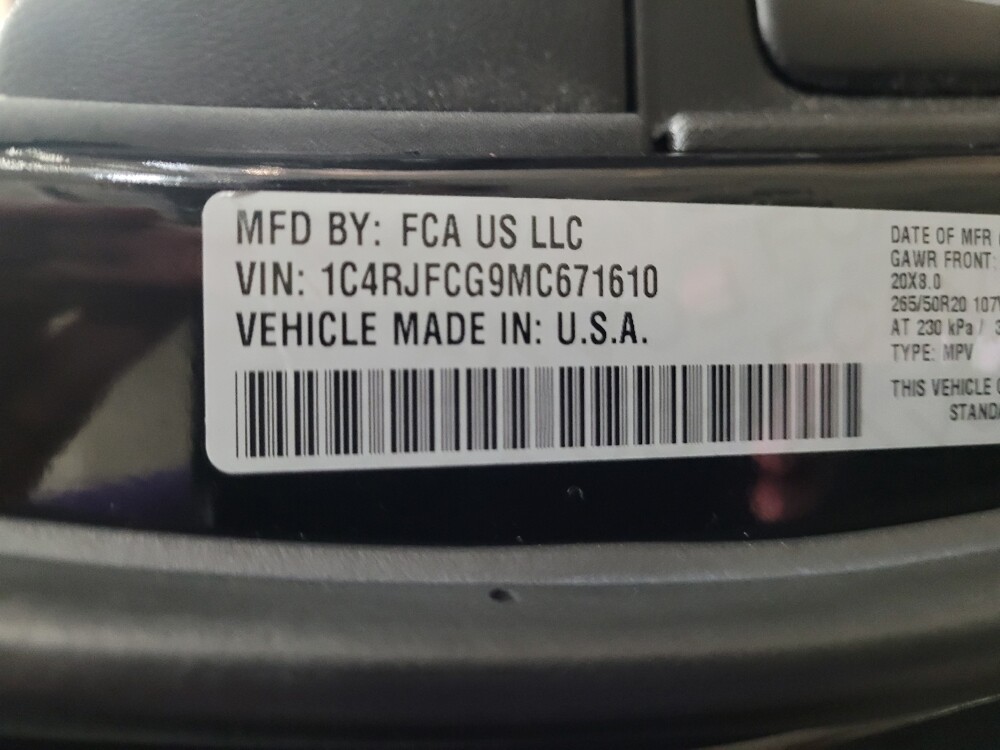 MFD BY: FCA US LLC
VIN: 1C4RJFCG9MC671610
VEHICLE MADE IN: U.S.A.
DATE OF MFR
GAWR FRONT:
20X8.0
265/50R20 107
AT 230 kPa /
TYPE: MPV
THIS VEHICLE